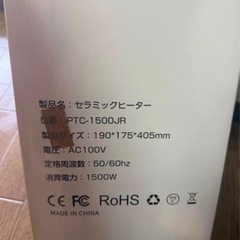 製品名：セラミックヒーター
型番：PTC-1500JR
製品サイズ：190*175*405mm
電圧：AC100V
定格周波数：50/60hz
消費電力：1500W
CE FC RoHS
MADE IN CHINA